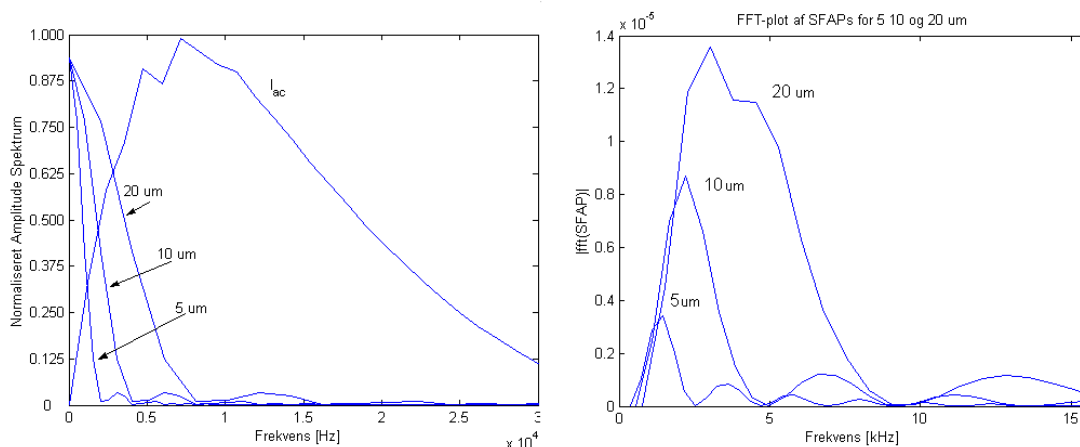 1.000
0.875
0.750
0.625
0.500
0.375
0.250
0.125
0
Normaliseret Amplitude Spektrum
I_ac
20 um
10 um
5 um
0 0.5 1.0 1.5 2.0 2.5 3.0
Frekvens [Hz]
x 10^4
x 10^-5
FFT-plot af SFAPs for 5 10 og 20 um
1.4
1.2
1
0.8
0.6
0.4
0.2
0
|fft(SFAP)|
20 um
10 um
5 um
0 5 10 15
Frekvens [kHz]